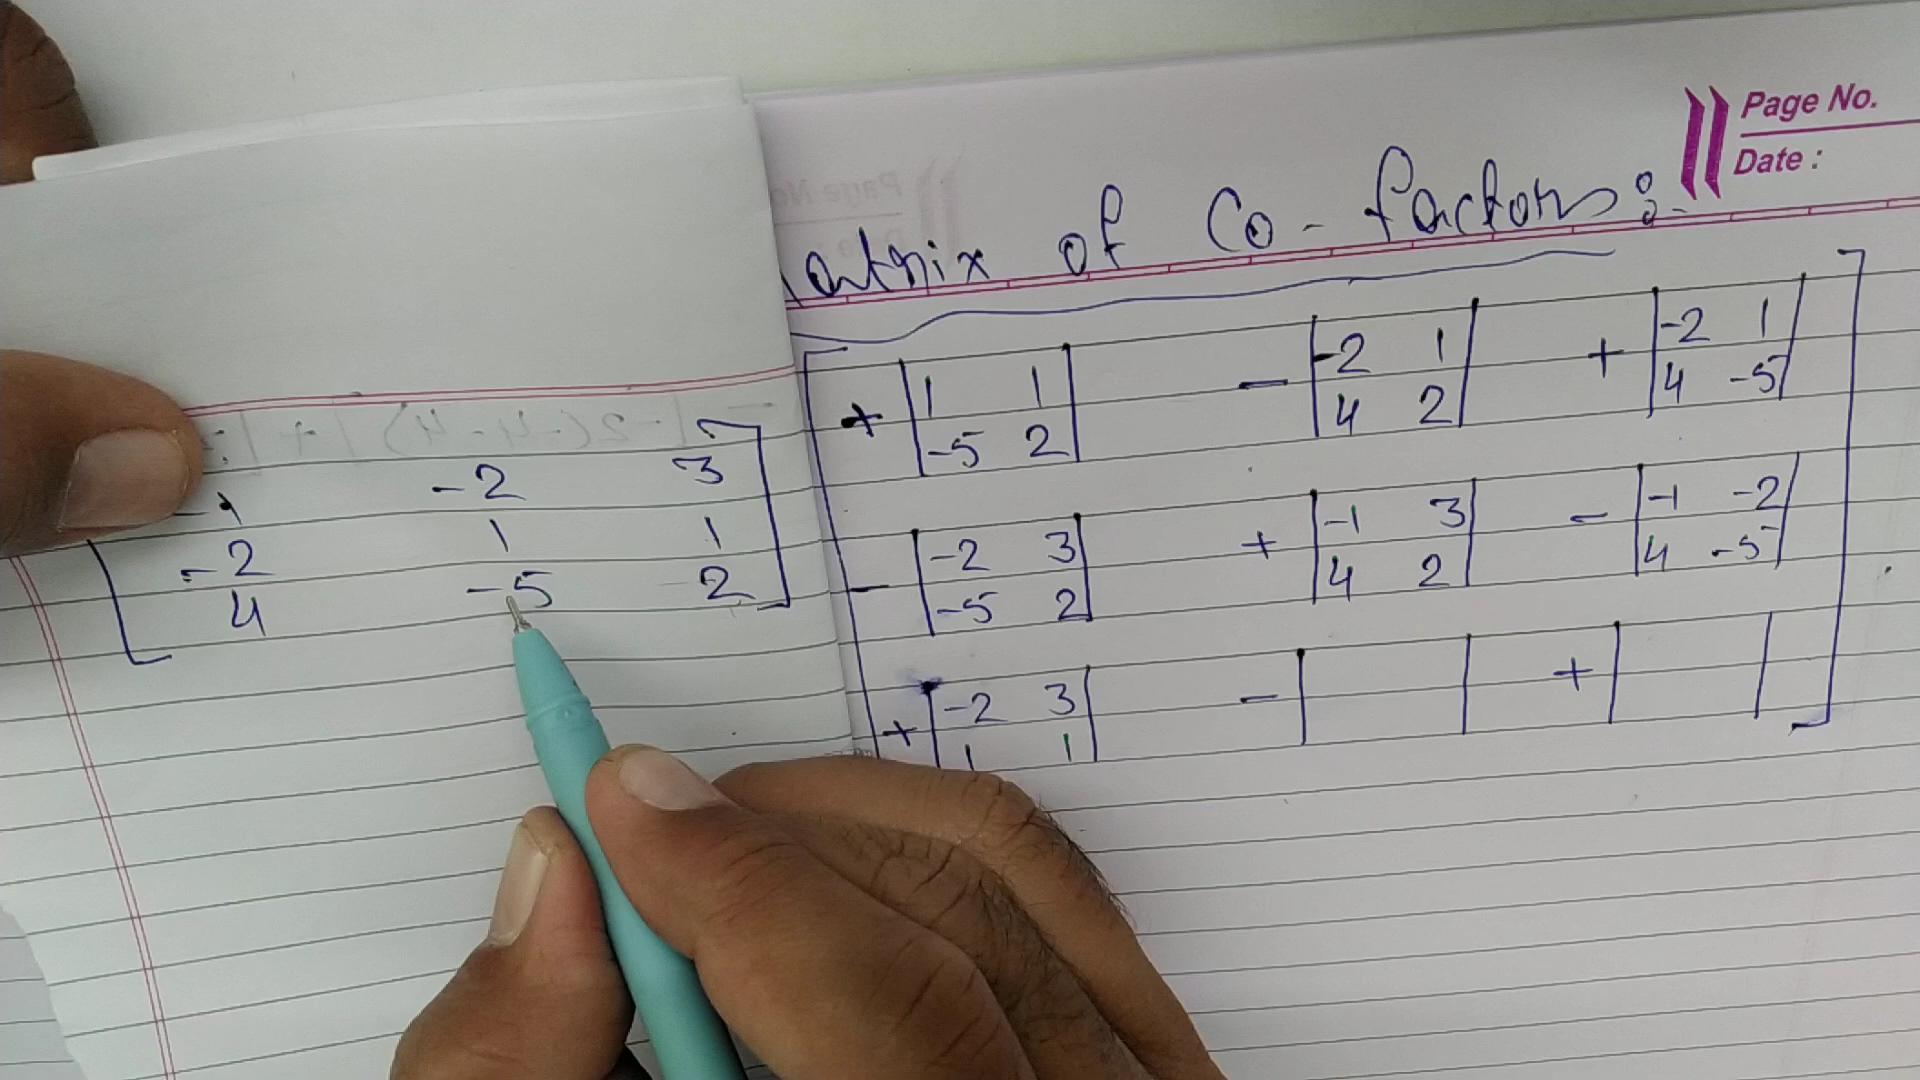 Page No.
Date :
atrix of Co-factors :-
-1 -2 3
-2 1 1
4 -5 2
+ | 1 1 | - | -2 1 | + | -2 1 |
| -5 2 | | 4 2 | | 4 -5 |
- | -2 3 | + | -1 3 | - | -1 -2 |
| -5 2 | | 4 2 | | 4 -5 |
+ | -2 3 | - | | + | |
| 1 1 |